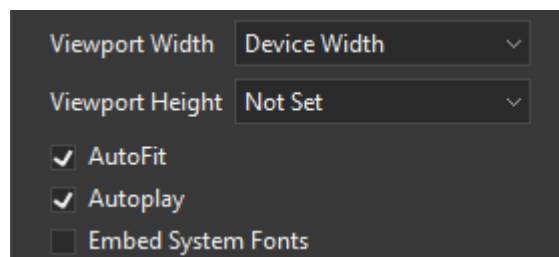 Viewport Width Device Width
Viewport Height Not Set
AutoFit
Autoplay
Embed System Fonts